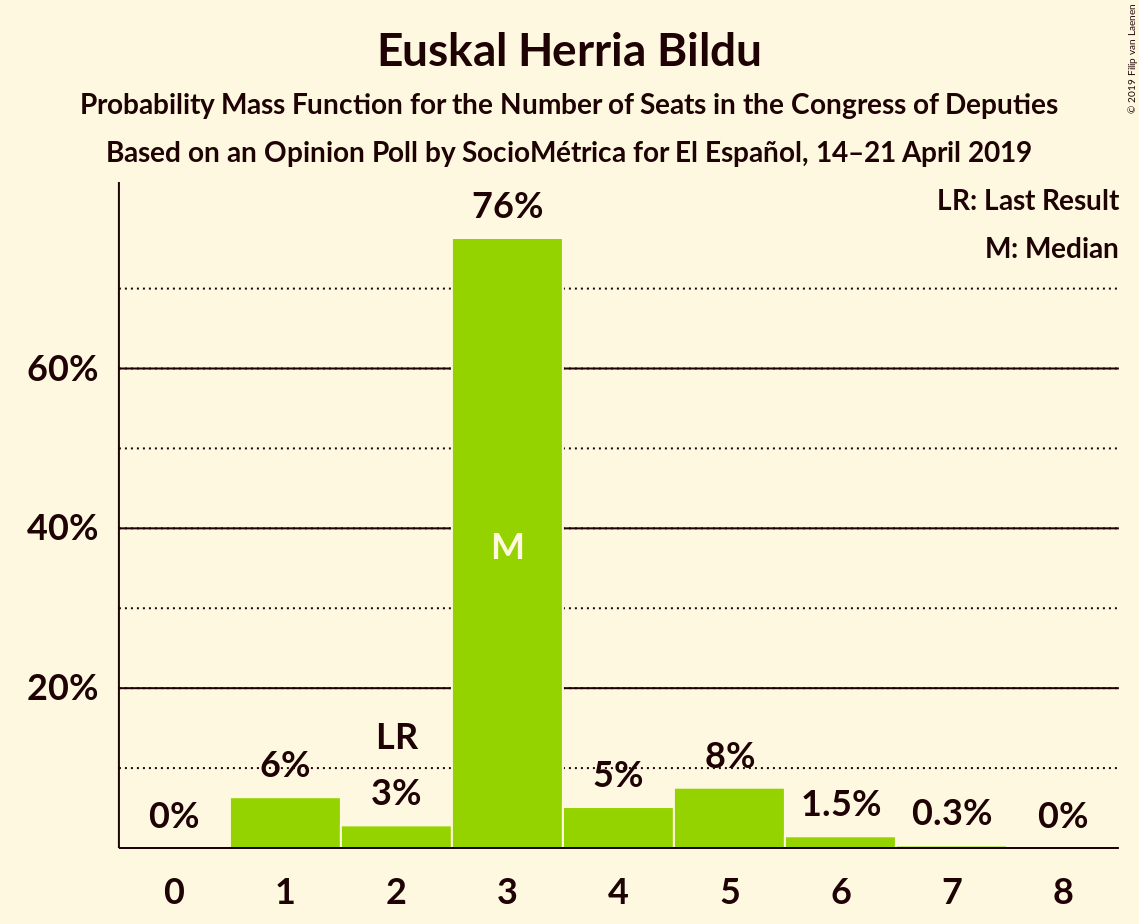 Euskal Herria Bildu
Probability Mass Function for the Number of Seats in the Congress of Deputies
Based on an Opinion Poll by SocioMétrica for El Español, 14–21 April 2019
© 2019 Filip van Laenen
LR: Last Result
M: Median
76%
60%
40%
M
20%
LR
0%
6%
3%
5%
8%
1.5%
0.3%
0%
0 1 2 3 4 5 6 7 8